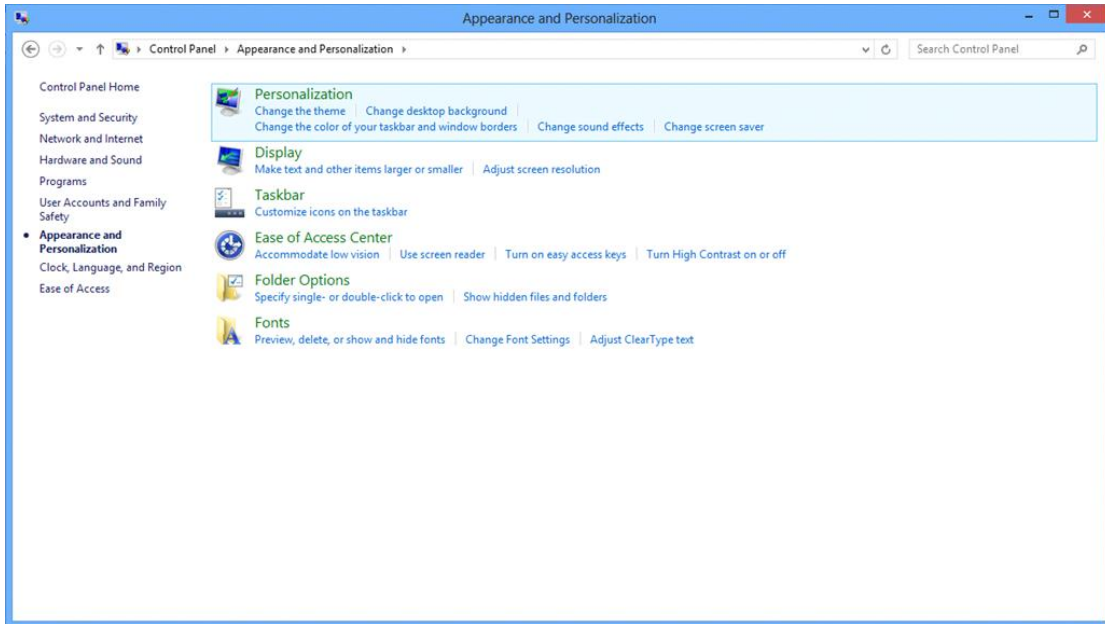 Appearance and Personalization
Control Panel Appearance and Personalization
Search Control Panel
Control Panel Home
System and Security
Network and Internet
Hardware and Sound
Programs
User Accounts and Family
Safety
Appearance and
Personalization
Clock, Language, and Region
Ease of Access
Personalization
Change the theme Change desktop background
Change the color of your taskbar and window borders Change sound effects Change screen saver
Display
Make text and other items larger or smaller Adjust screen resolution
Taskbar
Customize icons on the taskbar
Ease of Access Center
Accommodate low vision Use screen reader Turn on easy access keys Turn High Contrast on or off
Folder Options
Specify single- or double-click to open Show hidden files and folders
Fonts
Preview, delete, or show and hide fonts Change Font Settings Adjust ClearType text